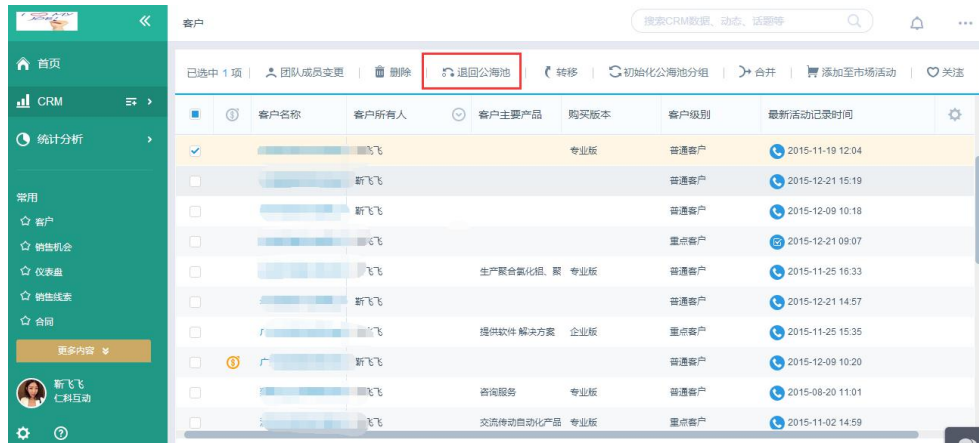 客户
搜索CRM数据、动态、话题等
首页
CRM
统计分析
常用
客户
销售机会
仪表盘
销售线索
合同
更多内容
靳飞飞
仁科互动
已选中 1 项 团队成员变更 删除 退回公海池 转移 初始化公海池分组 合并 添加至市场活动 关注
客户名称 客户所有人 客户主要产品 购买版本 客户级别 最新活动记录时间
飞 专业版 普通客户 2015-11-19 12:04
靳飞飞 普通客户 2015-12-21 15:19
靳飞飞 普通客户 2015-12-09 10:18
飞 重点客户 2015-12-21 09:07
飞飞 生产聚合氯化铝、聚 专业版 普通客户 2015-11-25 16:33
靳飞飞 普通客户 2015-12-21 14:57
飞 提供软件 解决方案 企业版 重点客户 2015-11-25 15:35
广 靳飞飞 普通客户 2015-12-09 10:20
飞 咨询服务 专业版 普通客户 2015-08-20 11:01
飞 交流传动自动化产品 专业版 重点客户 2015-11-02 14:59